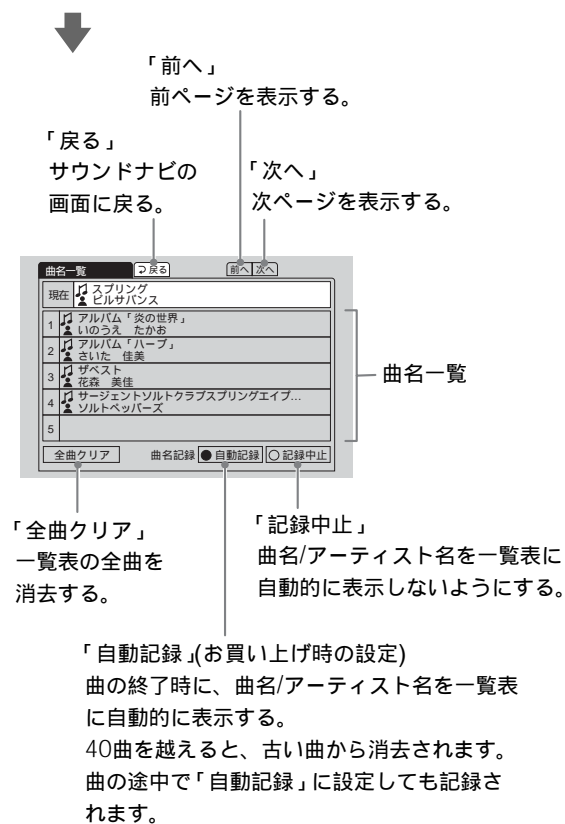 「前へ」
前ページを表示する。
「戻る」
サウンドナビの
画面に戻る。
「次へ」
次ページを表示する。
曲名一覧 戻る 前へ 次へ
現在 スプリング
ビルサバンス
1 アルバム「炎の世界」
いのうえ たかお
2 アルバム「ハープ」
さいた 佳美
3 ザベスト
花森 美佳
4 サージェントソルトクラブスプリングエイプ...
ソルトペッパーズ
5
全曲クリア 曲名記録 ●自動記録 ○記録中止
曲名一覧
「全曲クリア」
一覧表の全曲を
消去する。
「記録中止」
曲名/アーティスト名を一覧表に
自動的に表示しないようにする。
「自動記録」(お買い上げ時の設定)
曲の終了時に、曲名/アーティスト名を一覧表
に自動的に表示する。
40曲を越えると、古い曲から消去されます。
曲の途中で「自動記録」に設定しても記録さ
れます。